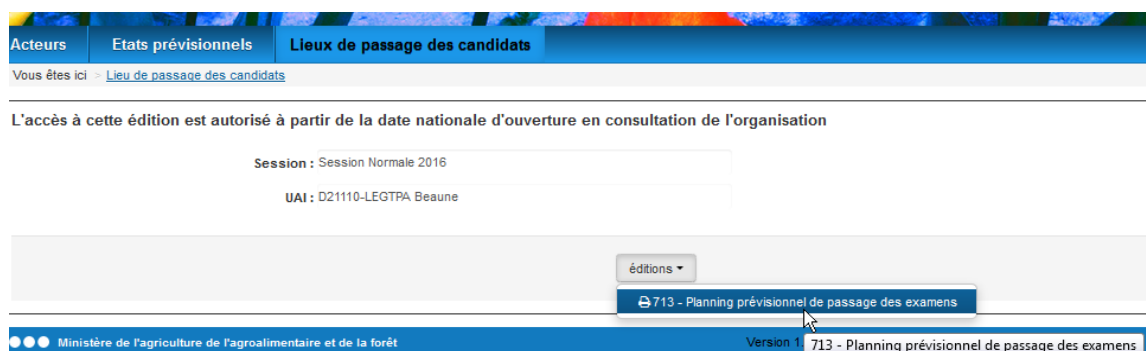 Acteurs Etats prévisionnels Lieux de passage des candidats
Vous êtes ici > Lieu de passage des candidats
L'accès à cette édition est autorisé à partir de la date nationale d'ouverture en consultation de l'organisation
Session : Session Normale 2016
UAI : D21110-LEGTPA Beaune
éditions
713 - Planning prévisionnel de passage des examens
Ministère de l'agriculture de l'agroalimentaire et de la forêt Version 1.
713 - Planning prévisionnel de passage des examens